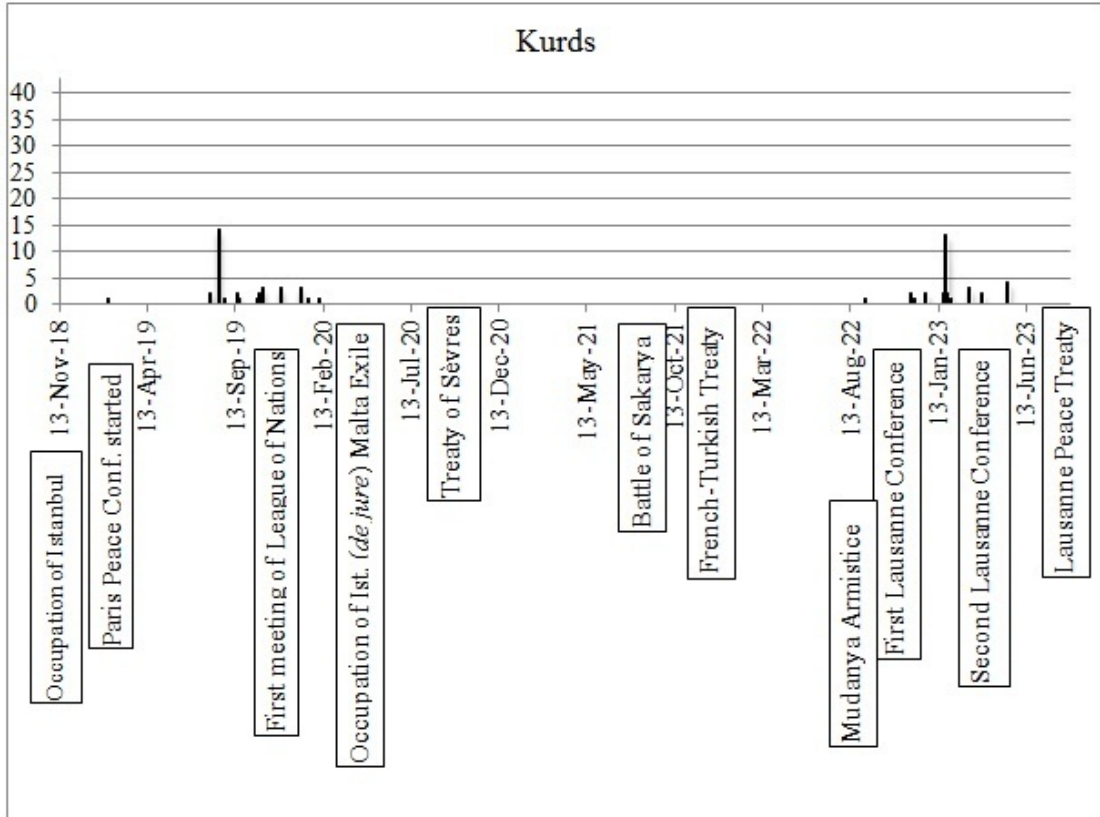 Kurds
40
35
30
25
20
15
10
5
0
13-Nov-18
13-Apr-19
13-Sep-19
13-Feb-20
13-Jul-20
13-Dec-20
13-May-21
13-Oct-21
13-Mar-22
13-Aug-22
13-Jan-23
13-Jun-23
Occupation of Istanbul
Paris Peace Conf. started
First meeting of League of Nations
Occupation of Ist. (de jure) Malta Exile
Treaty of Sèvres
Battle of Sakarya
French-Turkish Treaty
Mudanya Armistice
First Lausanne Conference
Second Lausanne Conference
Lausanne Peace Treaty